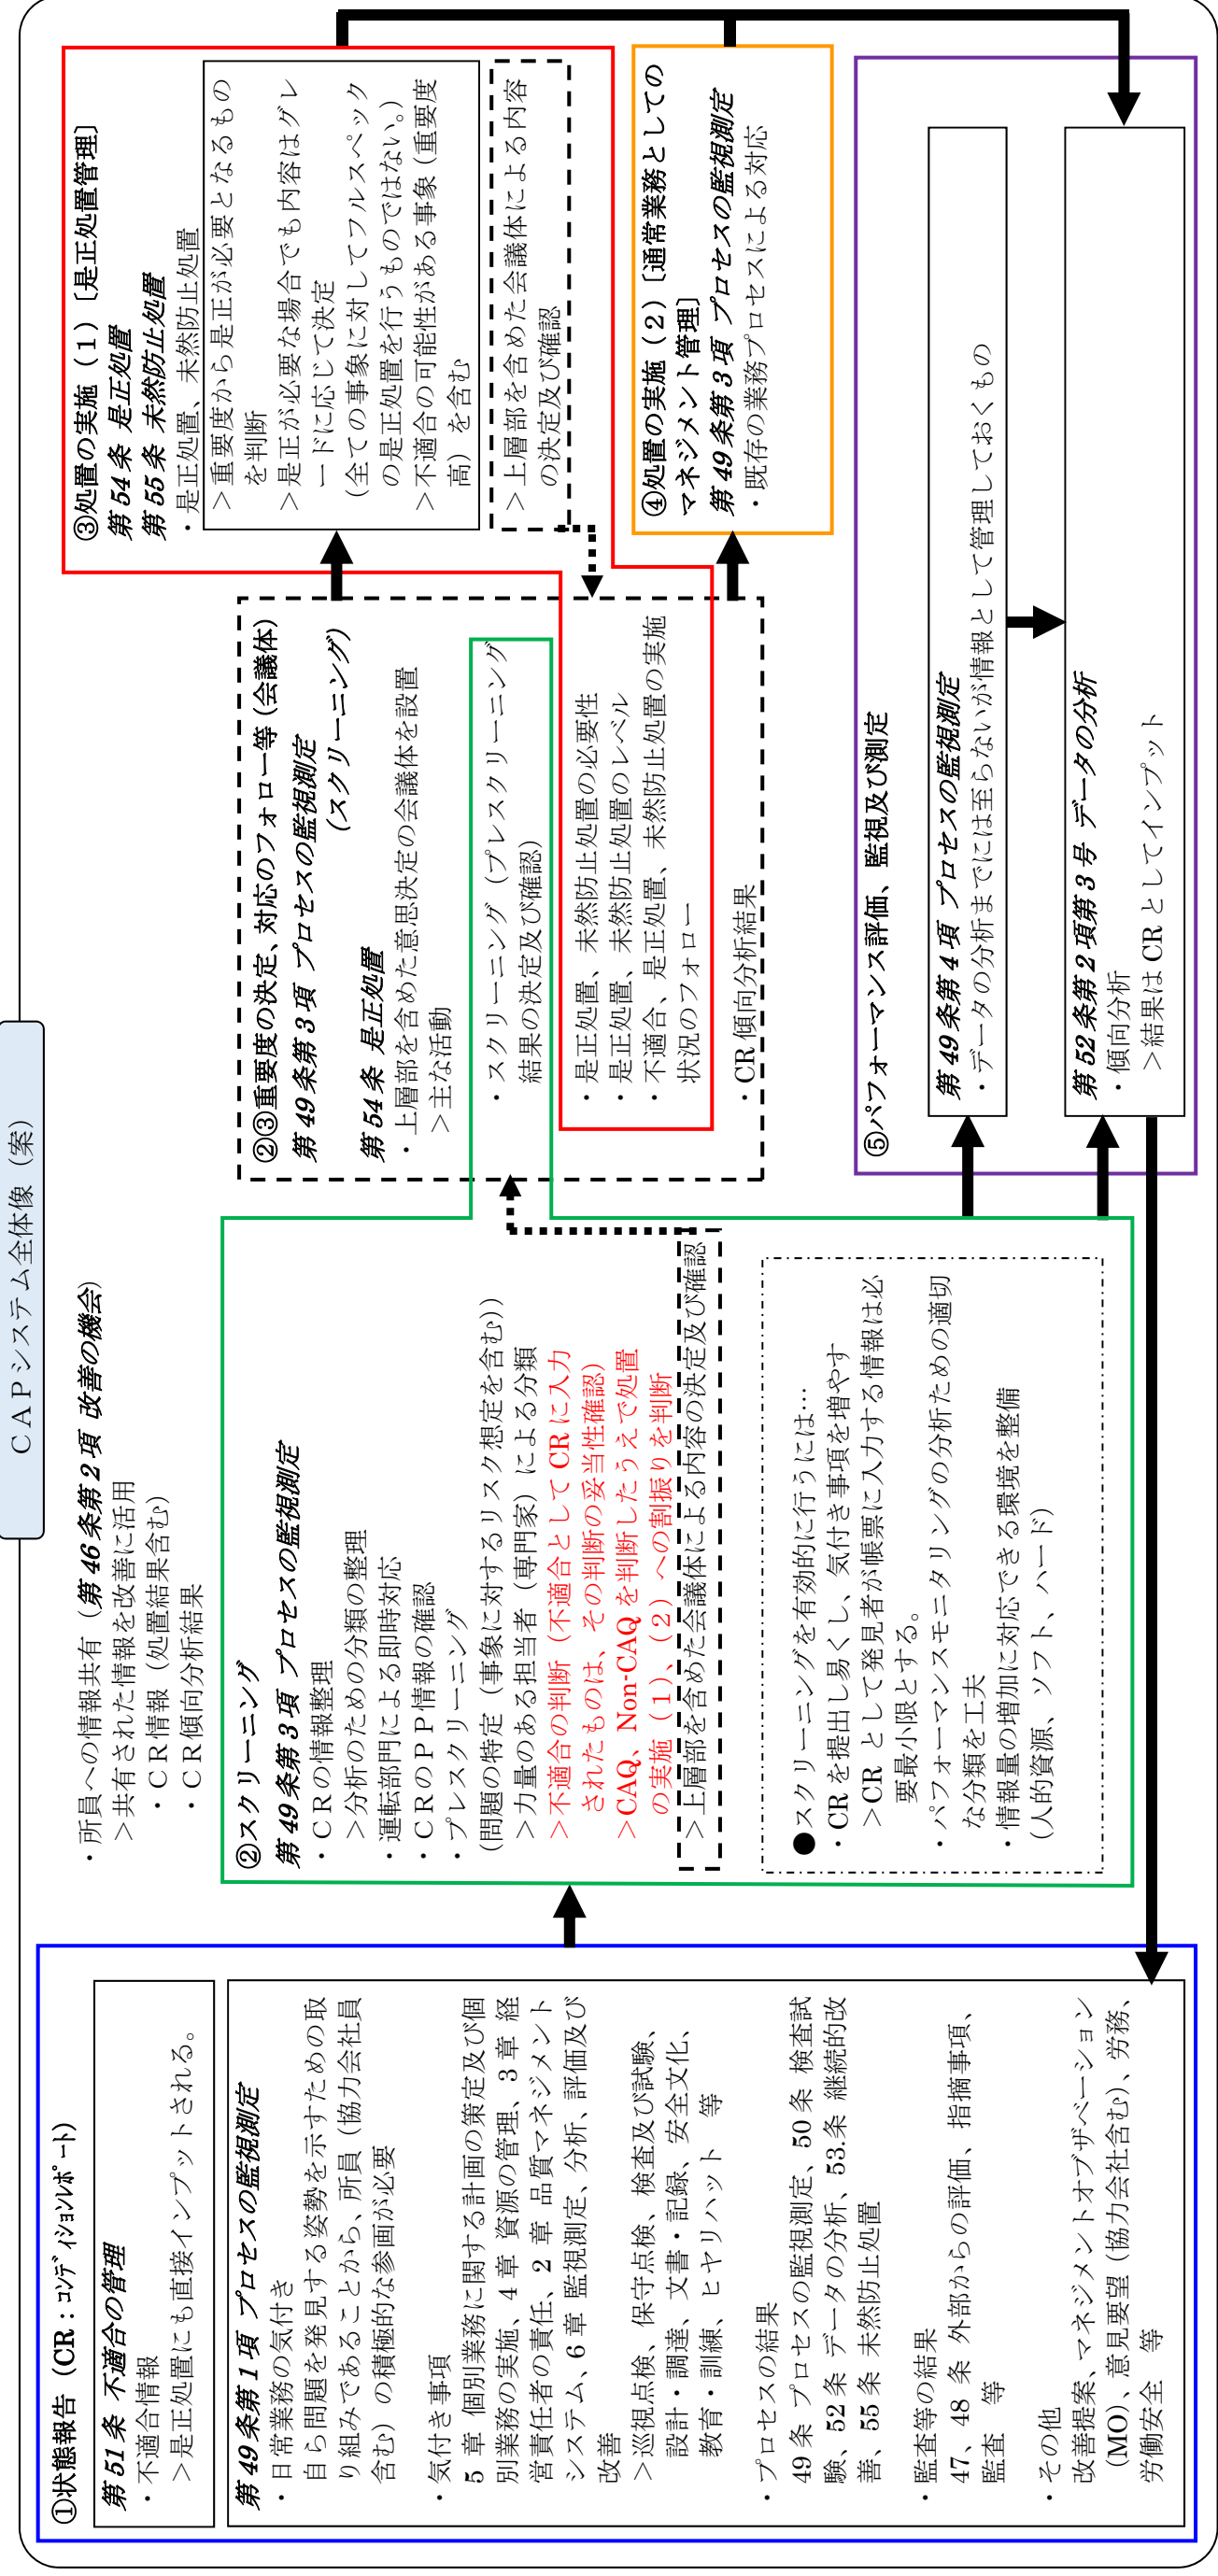 ＣＡＰシステム全体像（案）
①状態報告（CR：ｺﾝﾃﾞｨｼｮﾝﾚﾎﾟｰﾄ）
第 51 条 不適合の管理
・不適合情報
＞是正処置にも直接インプットされる。
第 49 条第 1 項 プロセスの監視測定
・日常業務の気付き
自ら問題を発見する姿勢を示すための取
り組みであることから、所員（協力会社員
含む）の積極的な参画が必要
・気付き事項
5 章 個別業務に関する計画の策定及び個
別業務の実施、4 章 資源の管理、3 章 経
営責任者の責任、2 章 品質マネジメント
システム、6 章 監視測定、分析、評価及び
改善
＞巡視点検、保守点検、検査及び試験、
設計・調達、文書・記録、安全文化、
教育・訓練、ヒヤリハット 等
・プロセスの結果
49 条 プロセスの監視測定、50 条 検査試
験、52 条 データの分析、53.条 継続的改
善、55 条 未然防止処置
・監査等の結果
47、48 条 外部からの評価、指摘事項、
監査 等
・その他
改善提案、マネジメントオブザベーション
（MO）、意見要望（協力会社含む）、労務、
労働安全 等
・所員への情報共有（第 46 条第 2 項 改善の機会）
＞共有された情報を改善に活用
・ＣＲ情報（処置結果含む）
・ＣＲ傾向分析結果
②スクリーニング
第 49 条第 3 項 プロセスの監視測定
・ＣＲの情報整理
＞分析のための分類の整理
・運転部門による即時対応
・ＣＲのＰＰ情報の確認
・プレスクリーニング
（問題の特定（事象に対するリスク想定を含む））
＞力量のある担当者（専門家）による分類
＞不適合の判断（不適合として CR に入力
されたものは、その判断の妥当性確認）
＞CAQ、Non-CAQ を判断したうえで処置
の実施（１）、（２）への割振りを判断
＞上層部を含めた会議体による内容の決定及び確認
●スクリーニングを有効的に行うには…
・CR を提出し易くし、気付き事項を増やす
＞CR として発見者が帳票に入力する情報は必
要最小限とする。
・パフォーマンスモニタリングの分析ための適切
な分類を工夫
・情報量の増加に対応できる環境を整備
（人的資源、ソフト、ハード）
②③重要度の決定、対応のフォロー等（会議体）
第 49 条第 3 項 プロセスの監視測定
（スクリーニング）
第 54 条 是正処置
・上層部を含めた意思決定の会議体を設置
＞主な活動
・スクリーニング（プレスクリーニング
結果の決定及び確認）
・是正処置、未然防止処置の必要性
・是正処置、未然防止処置のレベル
・不適合、是正処置、未然防止処置の実施
状況のフォロー
・CR 傾向分析結果
③処置の実施（１）［是正処置管理］
第 54 条 是正処置
第 55 条 未然防止処置
・是正処置、未然防止処置
＞重要度から是正が必要となるもの
を判断
＞是正が必要な場合でも内容はグレ
ードに応じて決定
（全ての事象に対してフルスペック
の是正処置を行うものではない。）
＞不適合の可能性がある事象（重要度
高）を含む
＞上層部を含めた会議体による内容
の決定及び確認
④処置の実施（２）［通常業務としての
マネジメント管理］
第 49 条第 3 項 プロセスの監視測定
・既存の業務プロセスによる対応
⑤パフォーマンス評価、監視及び測定
第 49 条第 4 項 プロセスの監視測定
・データの分析までには至らないが情報として管理しておくもの
第 52 条第 2 項第 3 号 データの分析
・傾向分析
＞結果は CR としてインプット